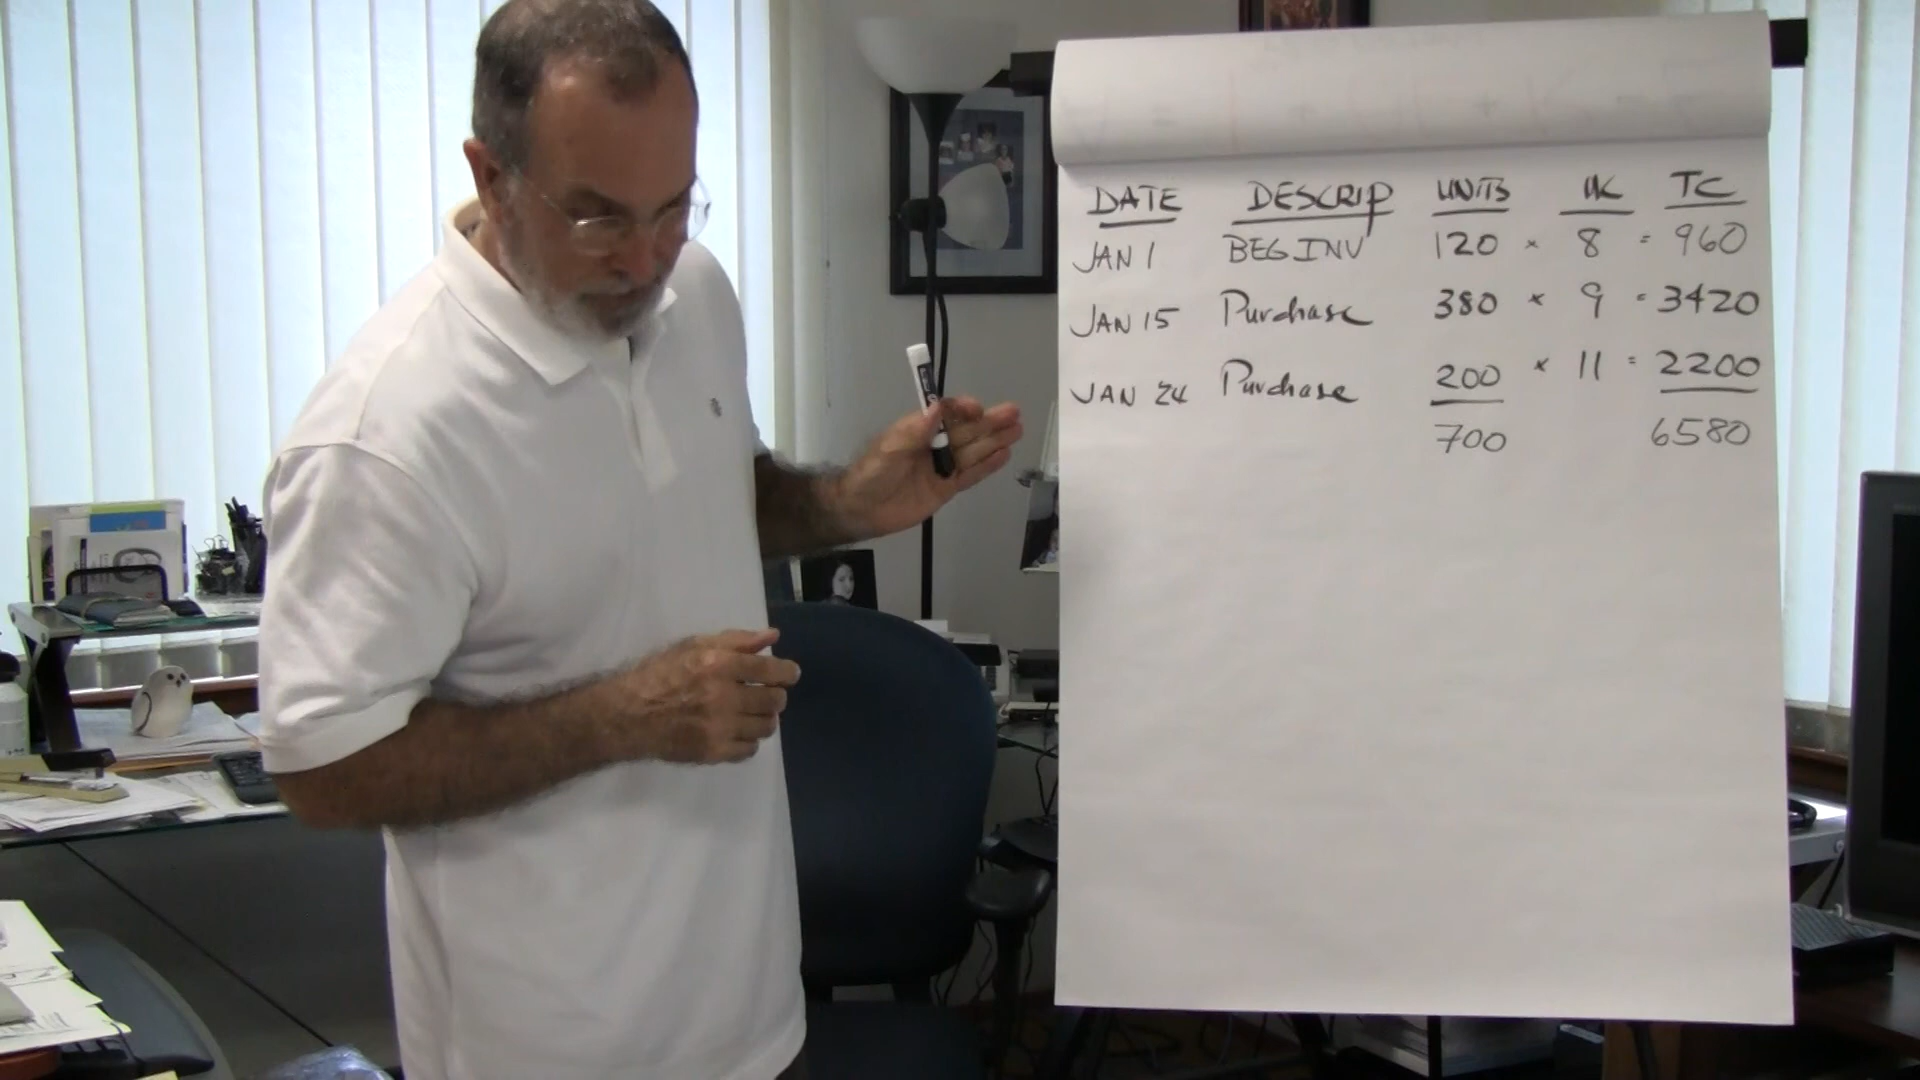 DATE DESCRIP UNITS UC TC
JAN 1 BEG INV 120 × 8 = 960
JAN 15 Purchase 380 × 9 = 3420
JAN 24 Purchase 200 × 11 = 2200
700 6580